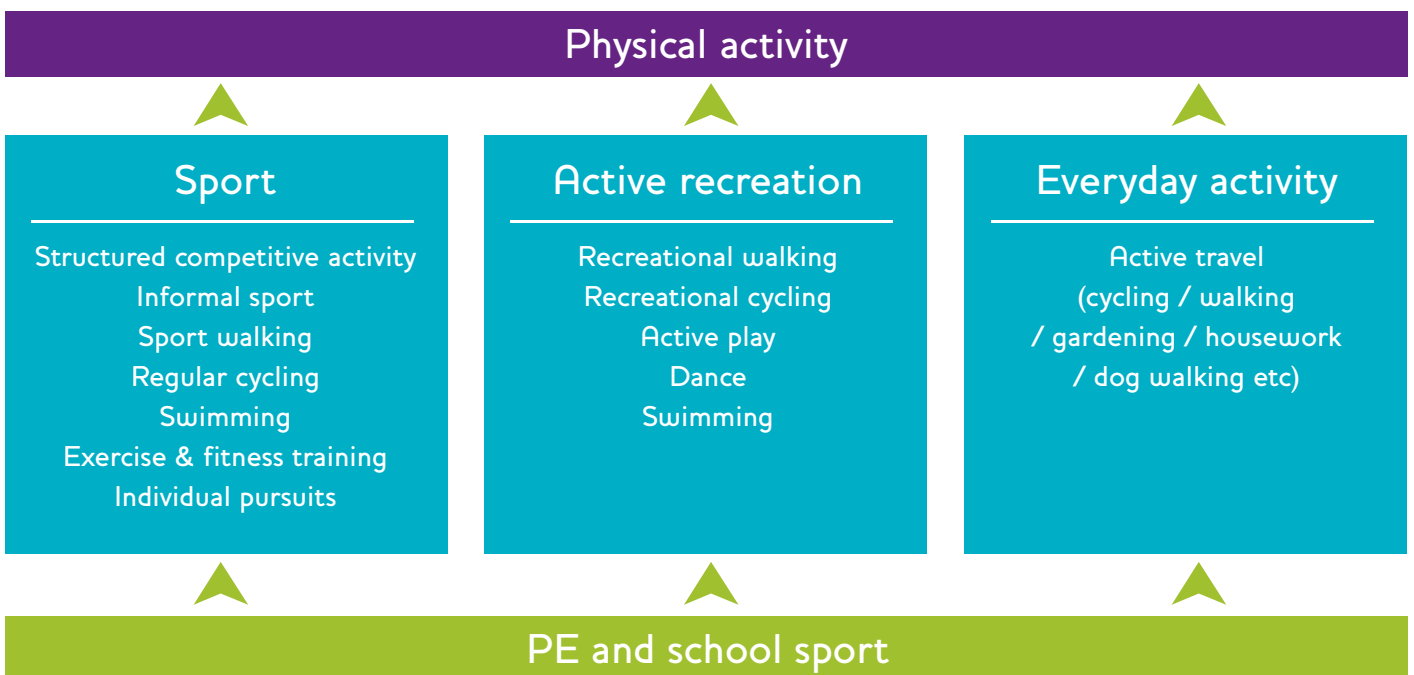 Physical activity
Sport
Structured competitive activity
Informal sport
Sport walking
Regular cycling
Swimming
Exercise & fitness training
Individual pursuits
Active recreation
Recreational walking
Recreational cycling
Active play
Dance
Swimming
Everyday activity
Active travel
(cycling / walking
/ gardening / housework
/ dog walking etc)
PE and school sport